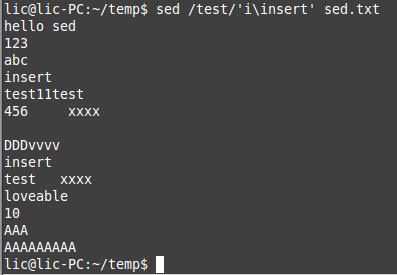 lic@lic-PC:~/temp$ sed /test/'i\insert' sed.txt
hello sed
123
abc
insert
test11test
456     xxxx

DDDvvvv
insert
test   xxxx
loveable
10
AAA
AAAAAAAAA
lic@lic-PC:~/temp$